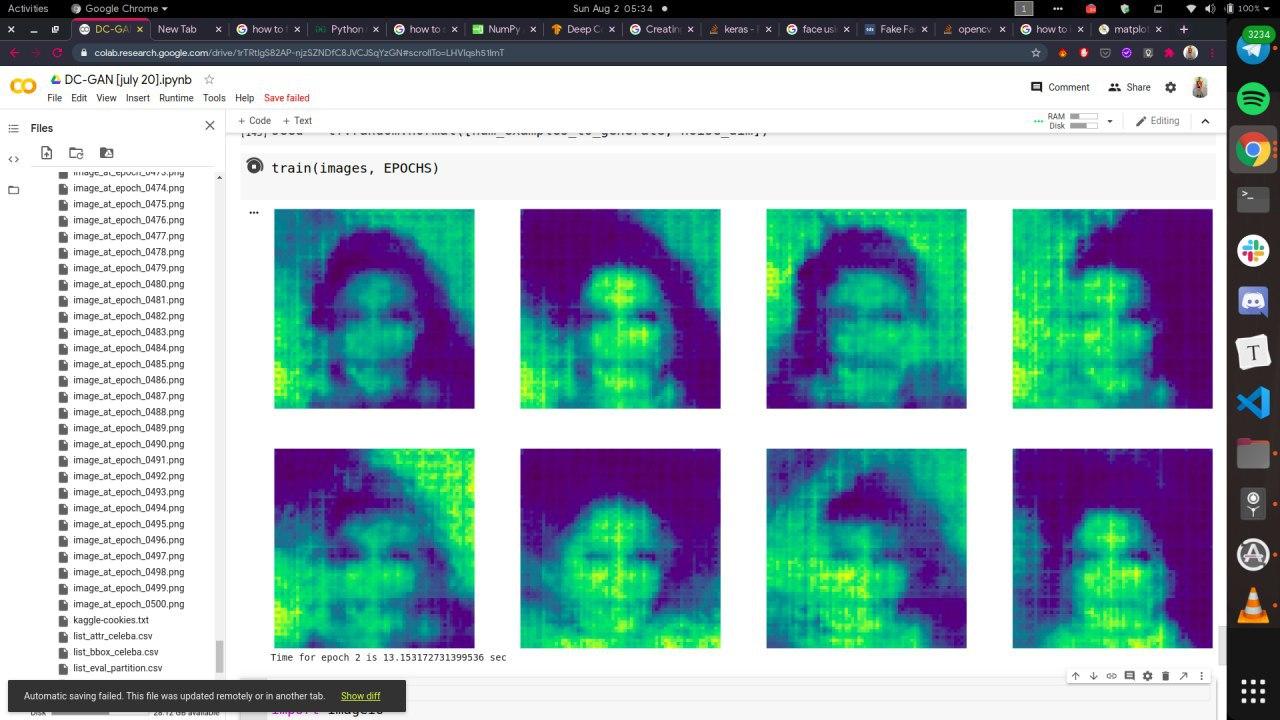 Activities
Google Chrome
Sun Aug 2 05:34
1
100%
DC-GA
New Tab
how to
Python
how to s
NumPy
Deep C
Creatin
keras -
face usi
Fake Fa
opencv
how to i
matplot
colab.research.google.com/drive/1rTRtlgS82AP-njzSZNDfC8JVCJSqYzGN#scrollTo=LHVlqsh51lmT
3234
DC-GAN [july 20].ipynb
File Edit View Insert Runtime Tools Help Save failed
Comment
Share
Files
+ Code + Text
RAM
Disk
Editing
train(images, EPOCHS)
image_at_epoch_0473.png
image_at_epoch_0474.png
image_at_epoch_0475.png
image_at_epoch_0476.png
image_at_epoch_0477.png
image_at_epoch_0478.png
image_at_epoch_0479.png
image_at_epoch_0480.png
image_at_epoch_0481.png
image_at_epoch_0482.png
image_at_epoch_0483.png
image_at_epoch_0484.png
image_at_epoch_0485.png
image_at_epoch_0486.png
image_at_epoch_0487.png
image_at_epoch_0488.png
image_at_epoch_0489.png
image_at_epoch_0490.png
image_at_epoch_0491.png
image_at_epoch_0492.png
image_at_epoch_0493.png
image_at_epoch_0494.png
image_at_epoch_0495.png
image_at_epoch_0496.png
image_at_epoch_0497.png
image_at_epoch_0498.png
image_at_epoch_0499.png
image_at_epoch_0500.png
kaggle-cookies.txt
list_attr_celeba.csv
list_bbox_celeba.csv
list_eval_partition.csv
Time for epoch 2 is 13.153172731399536 sec
Automatic saving failed. This file was updated remotely or in another tab. Show diff
Disk
28.12 GB available
import imageio